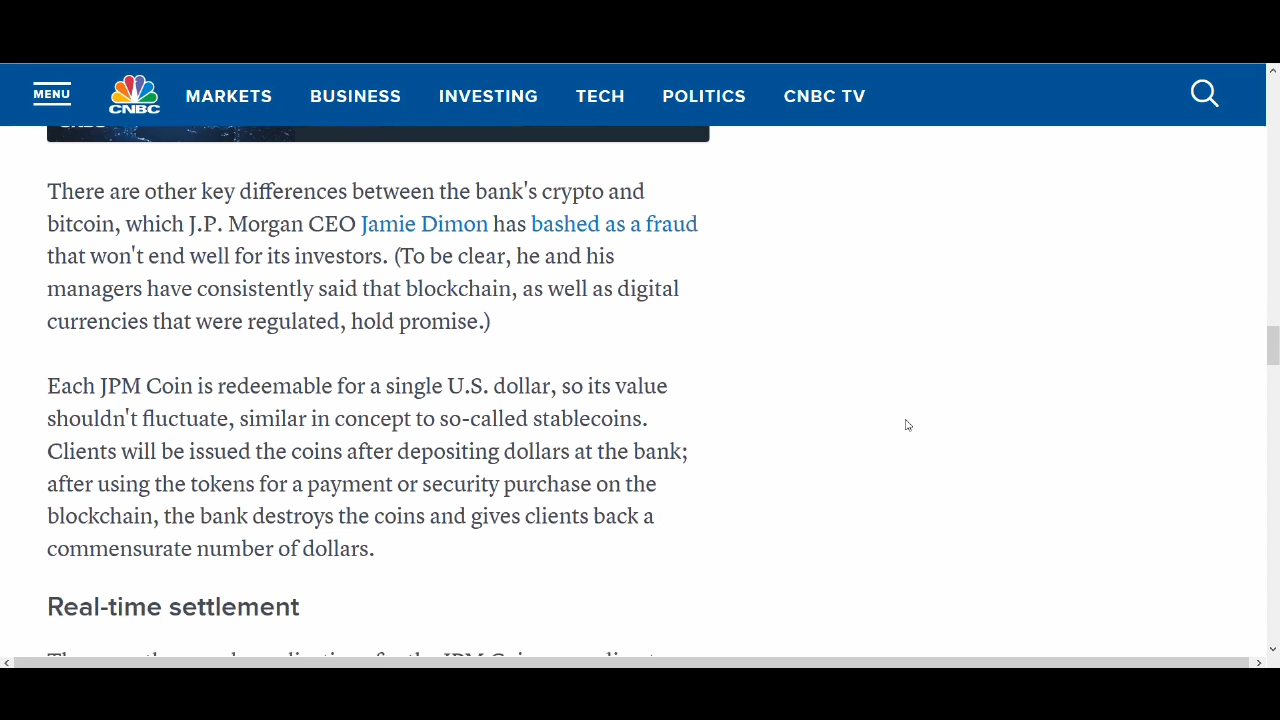 MENU
CNBC
MARKETS
BUSINESS
INVESTING
TECH
POLITICS
CNBC TV
There are other key differences between the bank's crypto and
bitcoin, which J.P. Morgan CEO Jamie Dimon has bashed as a fraud
that won't end well for its investors. (To be clear, he and his
managers have consistently said that blockchain, as well as digital
currencies that were regulated, hold promise.)
Each JPM Coin is redeemable for a single U.S. dollar, so its value
shouldn't fluctuate, similar in concept to so-called stablecoins.
Clients will be issued the coins after depositing dollars at the bank;
after using the tokens for a payment or security purchase on the
blockchain, the bank destroys the coins and gives clients back a
commensurate number of dollars.
Real-time settlement